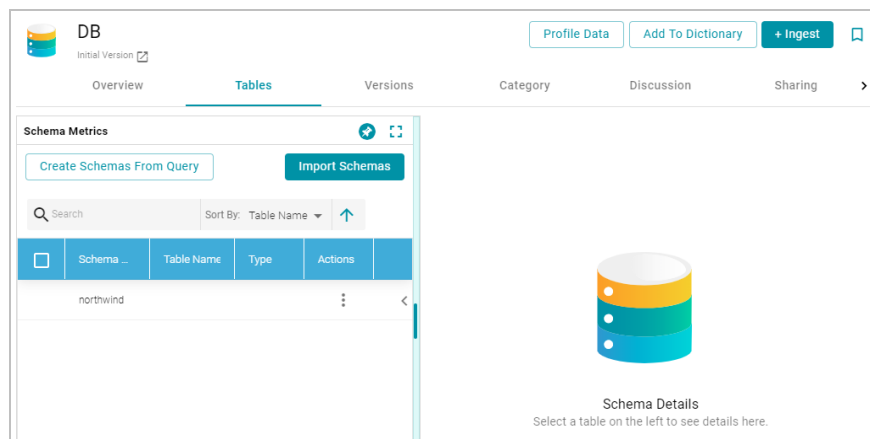 DB
Initial Version
Profile Data
Add To Dictionary
+ Ingest
Overview
Tables
Versions
Category
Discussion
Sharing
Schema Metrics
Create Schemas From Query
Import Schemas
Search
Sort By: Table Name
Schema ...
Table Name
Type
Actions
northwind
Schema Details
Select a table on the left to see details here.